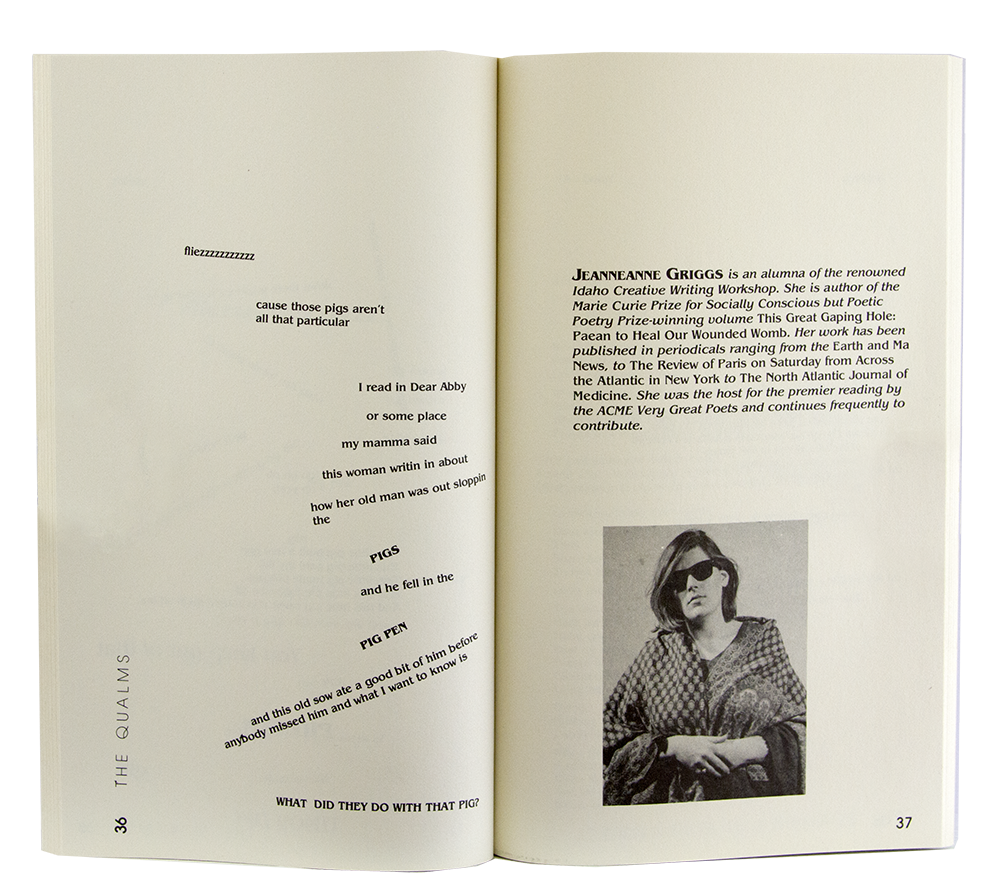 fliezzzzzzzzzzzz
cause those pigs aren't
all that particular
I read in Dear Abby
or some place
my mamma said
this woman writin in about
how her old man was out sloppin
the
PIGS
and he fell in the
PIG PEN
and this old sow ate a good bit of him before
anybody missed him and what I want to know is
WHAT DID THEY DO WITH THAT PIG?
THE QUALMS
36
JEANNEANNE GRIGGS is an alumna of the renowned
Idaho Creative Writing Workshop. She is author of the
Marie Curie Prize for Socially Conscious but Poetic
Poetry Prize-winning volume This Great Gaping Hole:
Paean to Heal Our Wounded Womb. Her work has been
published in periodicals ranging from the Earth and Ma
News, to The Review of Paris on Saturday from Across
the Atlantic in New York to The North Atlantic Journal of
Medicine. She was the host for the premier reading by
the ACME Very Great Poets and continues frequently to
contribute.
37